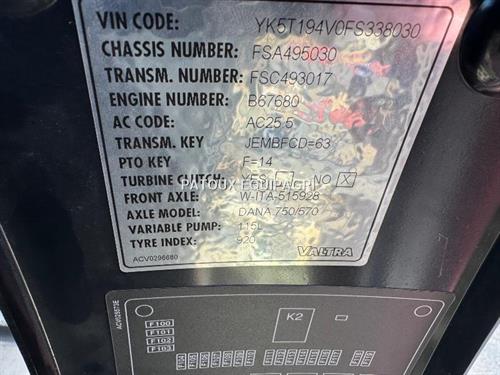 VIN CODE: YK5T194V0FS338030
CHASSIS NUMBER: FSA495030
TRANSM. NUMBER: FSC493017
ENGINE NUMBER: B67680
AC CODE: AC25.5
TRANSM. KEY JEMBFCD=63
PTO KEY F=14
TURBINE CLUTCH: YES NO X
PATOUX EQUIPAGRI
FRONT AXLE: W-ITA-515928
AXLE MODEL: DANA 750/570
VARIABLE PUMP: 115L
TYRE INDEX: 920
ACV0296680 VALTRA
ACV0285673E
K2
F100
F101
F102
F103